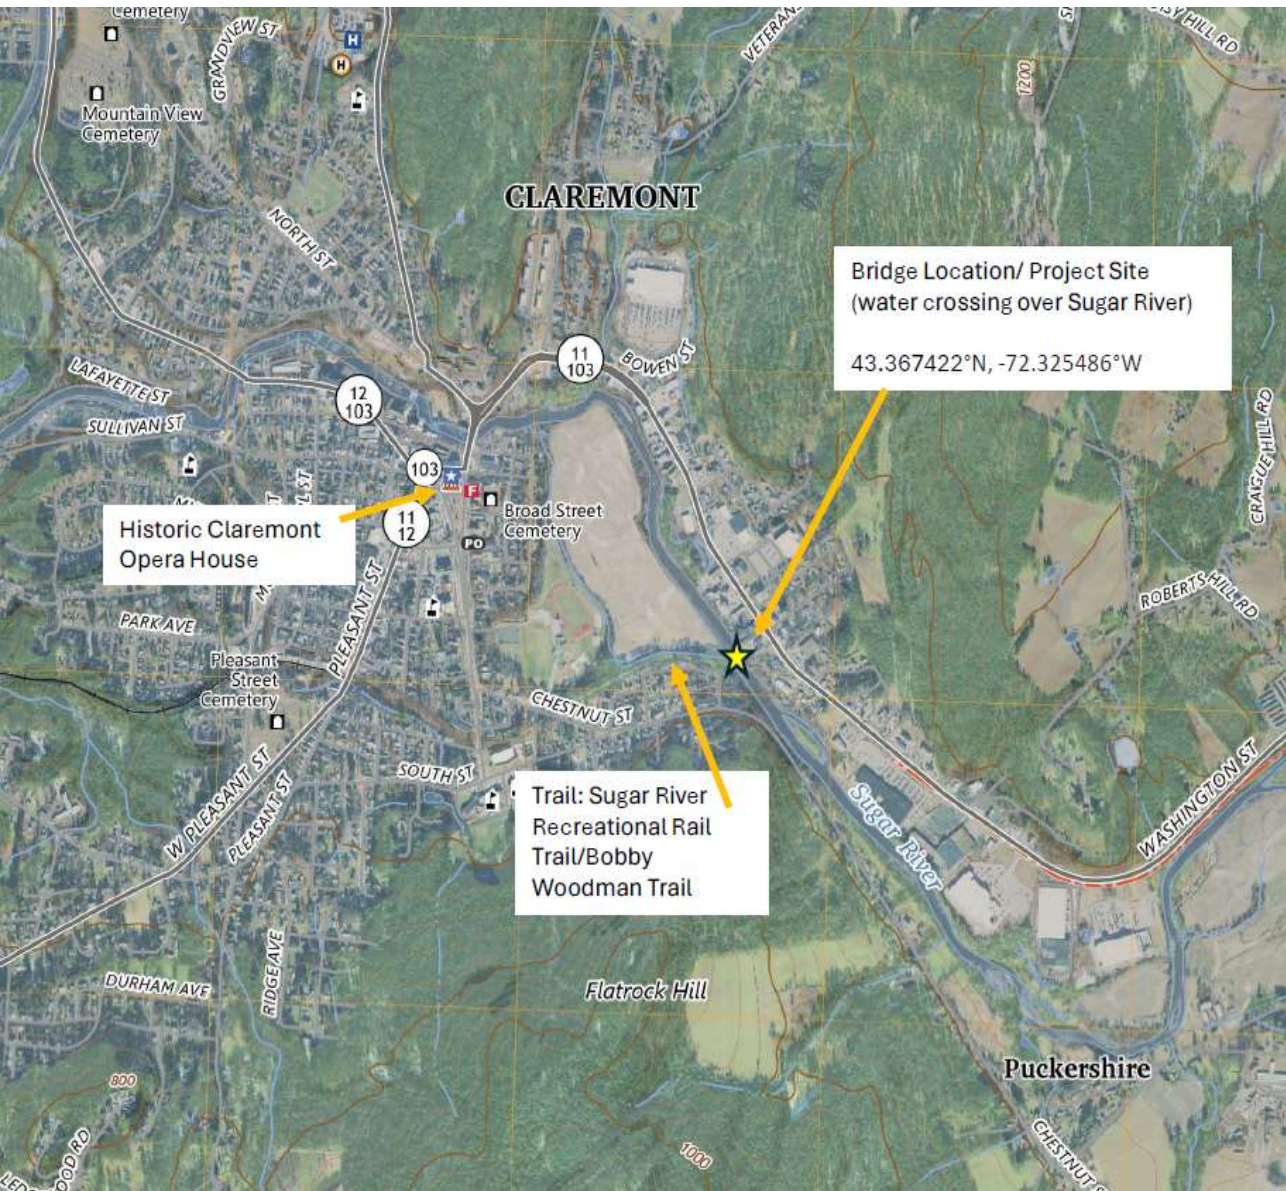 Cemetery
GRANDVIEW ST
H
H
VETERAN
ISY HILL RD
1200
Mountain View
Cemetery
NORTH ST
CLAREMONT
Bridge Location/ Project Site
(water crossing over Sugar River)
43.367422°N, -72.325486°W
11
103
BOWEN ST
LAFAYETTE ST
12
103
SULLIVAN ST
CRAGUE HILL RD
103
F
Broad Street
Cemetery
Historic Claremont
Opera House
11
12
PO
ROBERTS HILL RD
PARK AVE
PLEASANT ST
Pleasant
Street
Cemetery
CHESTNUT ST
SOUTH ST
W PLEASANT ST
PLEASANT ST
Trail: Sugar River
Recreational Rail
Trail/Bobby
Woodman Trail
Sugar River
WASHINGTON ST
RIDGE AVE
DURHAM AVE
Flatrock Hill
Puckershire
800
1000
CHESTNUT S
OOD RD